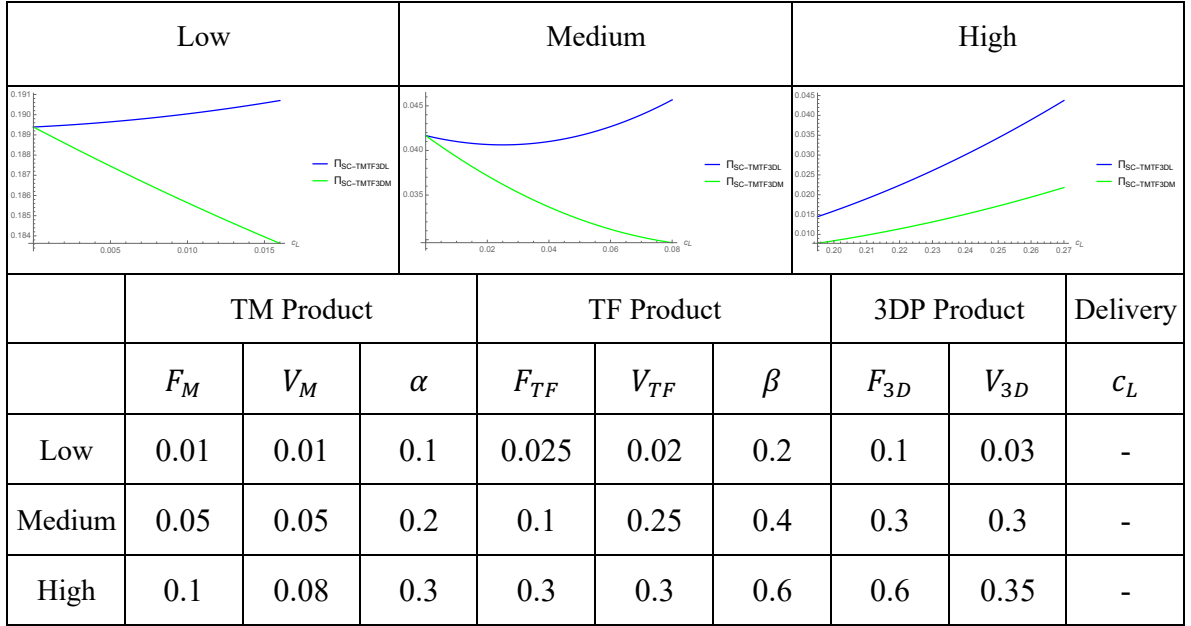 Low Medium High
0.191
0.190
0.189
0.188
0.187
0.186
0.185
0.184
0.005 0.010 0.015 c_L
Π_SC-TMTF3DL
Π_SC-TMTF3DM
0.045
0.040
0.035
0.02 0.04 0.06 0.08 c_L
Π_SC-TMTF3DL
Π_SC-TMTF3DM
0.045
0.040
0.035
0.030
0.025
0.020
0.015
0.010
0.20 0.21 0.22 0.23 0.24 0.25 0.26 0.27 c_L
Π_SC-TMTF3DL
Π_SC-TMTF3DM
TM Product TF Product 3DP Product Delivery
F_M V_M α F_TF V_TF β F_3D V_3D c_L
Low 0.01 0.01 0.1 0.025 0.02 0.2 0.1 0.03 -
Medium 0.05 0.05 0.2 0.1 0.25 0.4 0.3 0.3 -
High 0.1 0.08 0.3 0.3 0.3 0.6 0.6 0.35 -